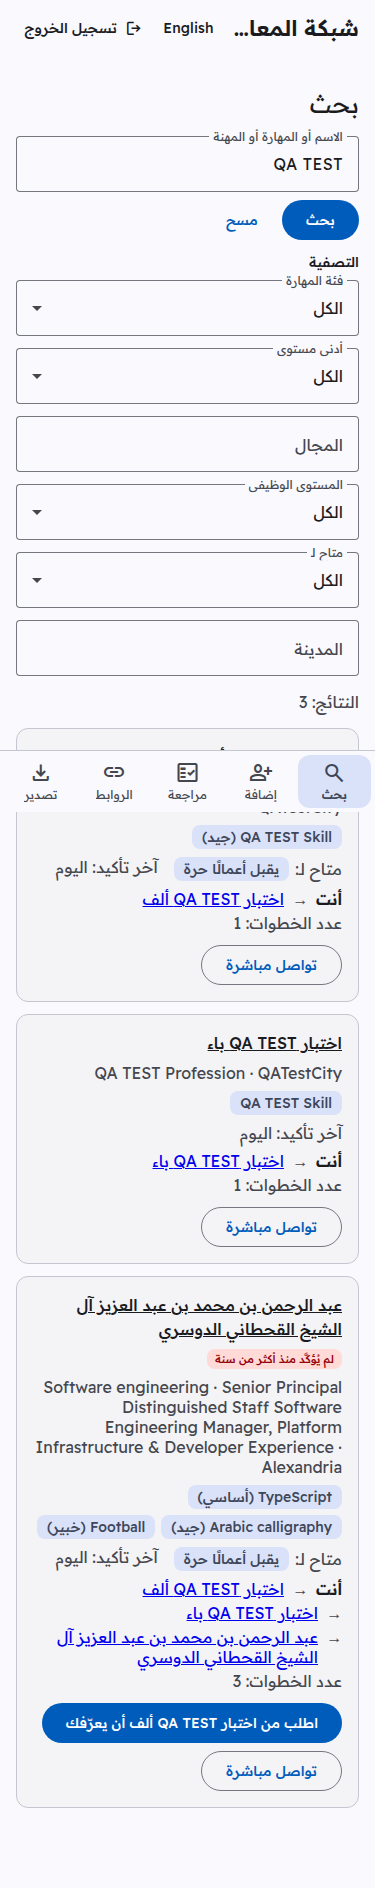 شبكة المعا...
English
تسجيل الخروج
بحث
الاسم أو المهارة أو المهنة
QA TEST
بحث
مسح
التصفية
فئة المهارة
الكل
أدنى مستوى
الكل
المجال
المستوى الوظيفي
الكل
متاح لـ
الكل
المدينة
النتائج: 3
بحث
إضافة
مراجعة
الروابط
تصدير
QA TEST Skill (جيد)
متاح لـ: يقبل أعمالًا حرة آخر تأكيد: اليوم
أنت → اختبار QA TEST ألف
عدد الخطوات: 1
تواصل مباشرة
اختبار QA TEST باء
QA TEST Profession · QATestCity
QA TEST Skill
آخر تأكيد: اليوم
أنت → اختبار QA TEST باء
عدد الخطوات: 1
تواصل مباشرة
عبد الرحمن بن محمد بن عبد العزيز آل
الشيخ القحطاني الدوسري
لم يُؤكَّد منذ أكثر من سنة
Software engineering · Senior Principal
Distinguished Staff Software
Engineering Manager, Platform
Infrastructure & Developer Experience ·
Alexandria
TypeScript (أساسي)
Arabic calligraphy (جيد) Football (خبير)
متاح لـ: يقبل أعمالًا حرة آخر تأكيد: اليوم
أنت → اختبار QA TEST ألف
→ اختبار QA TEST باء
→ عبد الرحمن بن محمد بن عبد العزيز آل
الشيخ القحطاني الدوسري
عدد الخطوات: 3
اطلب من اختبار QA TEST ألف أن يعرّفك
تواصل مباشرة